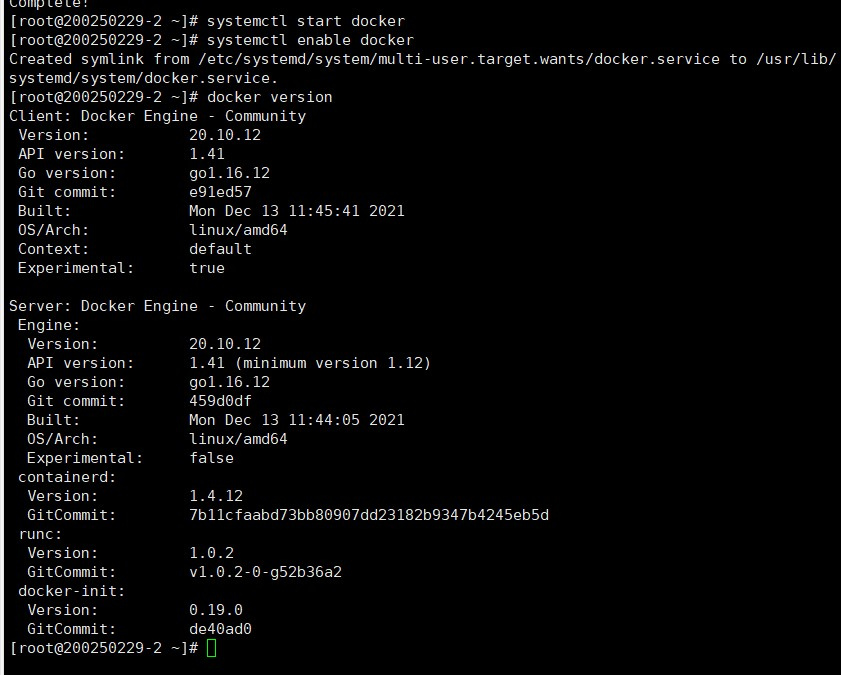 Complete!
[root@200250229-2 ~]# systemctl start docker
[root@200250229-2 ~]# systemctl enable docker
Created symlink from /etc/systemd/system/multi-user.target.wants/docker.service to /usr/lib/
systemd/system/docker.service.
[root@200250229-2 ~]# docker version
Client: Docker Engine - Community
 Version:           20.10.12
 API version:       1.41
 Go version:        go1.16.12
 Git commit:        e91ed57
 Built:             Mon Dec 13 11:45:41 2021
 OS/Arch:           linux/amd64
 Context:           default
 Experimental:      true

Server: Docker Engine - Community
 Engine:
  Version:          20.10.12
  API version:      1.41 (minimum version 1.12)
  Go version:       go1.16.12
  Git commit:       459d0df
  Built:            Mon Dec 13 11:44:05 2021
  OS/Arch:          linux/amd64
  Experimental:     false
 containerd:
  Version:          1.4.12
  GitCommit:        7b11cfaabd73bb80907dd23182b9347b4245eb5d
 runc:
  Version:          1.0.2
  GitCommit:        v1.0.2-0-g52b36a2
 docker-init:
  Version:          0.19.0
  GitCommit:        de40ad0
[root@200250229-2 ~]#